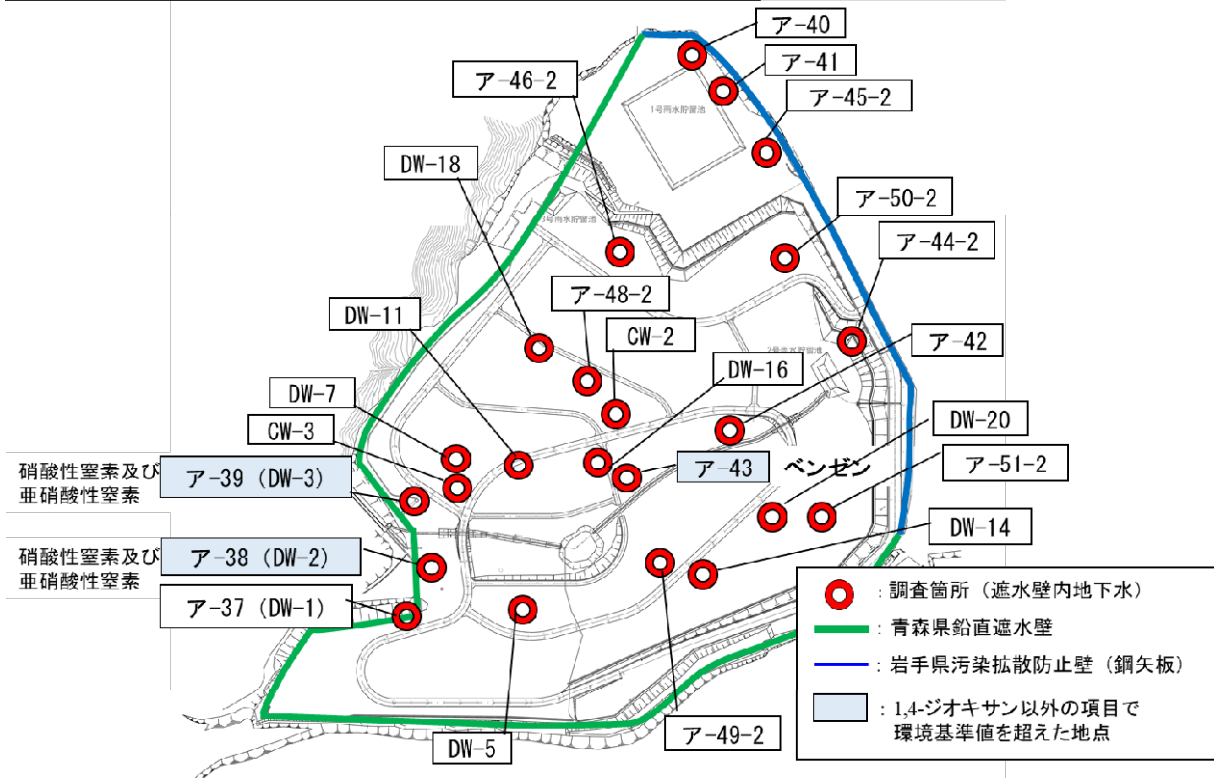 ア-40
ア-41
ア-46-2
ア-45-2
1号雨水貯留池
DW-18
ア-50-2
ア-44-2
ア-48-2
DW-11
CW-2
ア-42
DW-16
DW-7
DW-20
CW-3
硝酸性窒素及び
亜硝酸性窒素
ア-39 (DW-3)
ア-43
ベンゼン
ア-51-2
DW-14
硝酸性窒素及び
亜硝酸性窒素
ア-38 (DW-2)
ア-37 (DW-1)
DW-5
ア-49-2
：調査箇所（遮水壁内地下水）
：青森県鉛直遮水壁
：岩手県汚染拡散防止壁（鋼矢板）
：1,4-ジオキサン以外の項目で
環境基準値を超えた地点